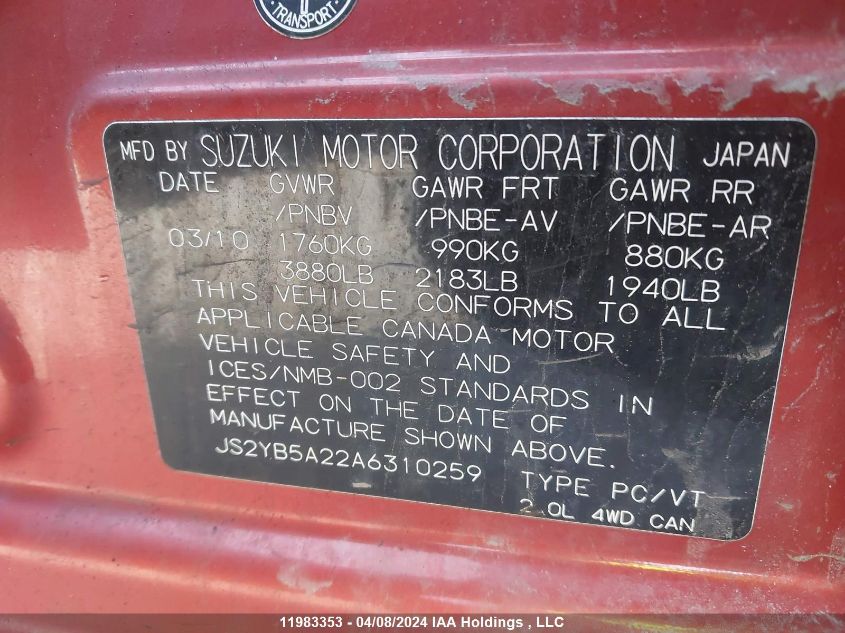 TRANSPORT
MFD BY SUZUKI MOTOR CORPORATION JAPAN
DATE GVWR GAWR FRT GAWR RR
/PNBV /PNBE-AV /PNBE-AR
03/10 1760KG 990KG 880KG
3880LB 2183LB 1940LB
THIS VEHICLE CONFORMS TO ALL
APPLICABLE CANADA MOTOR
VEHICLE SAFETY AND
ICES/NMB-002 STANDARDS IN
EFFECT ON THE DATE OF
MANUFACTURE SHOWN ABOVE.
JS2YB5A22A6310259 TYPE PC/VT
2.0L 4WD CAN
11983353 - 04/08/2024 IAA Holdings , LLC